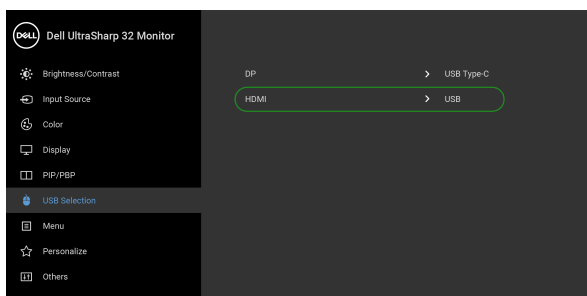 DELL Dell UltraSharp 32 Monitor
Brightness/Contrast
Input Source
Color
Display
PIP/PBP
USB Selection
Menu
Personalize
Others
DP > USB Type-C
HDMI > USB